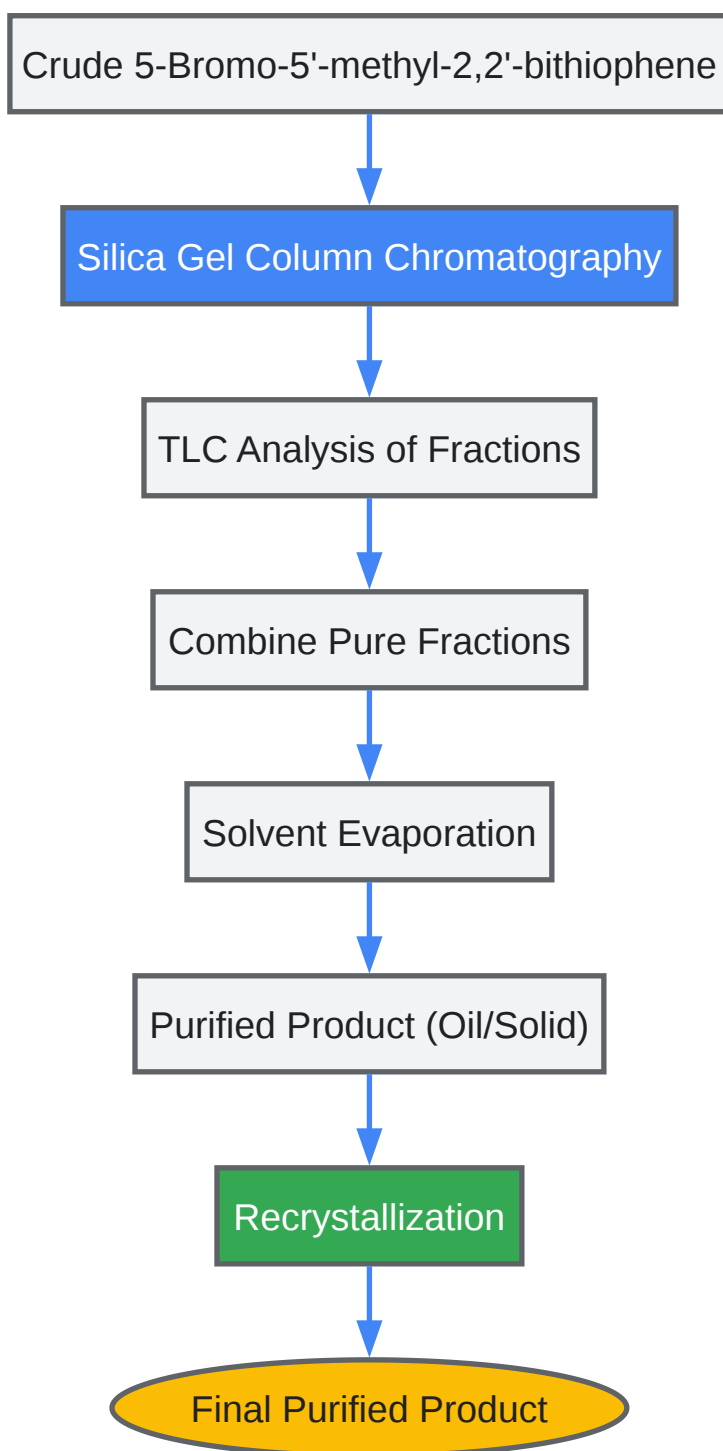 Crude 5-Bromo-5'-methyl-2,2'-bithiophene
Silica Gel Column Chromatography
TLC Analysis of Fractions
Combine Pure Fractions
Solvent Evaporation
Purified Product (Oil/Solid)
Recrystallization
Final Purified Product